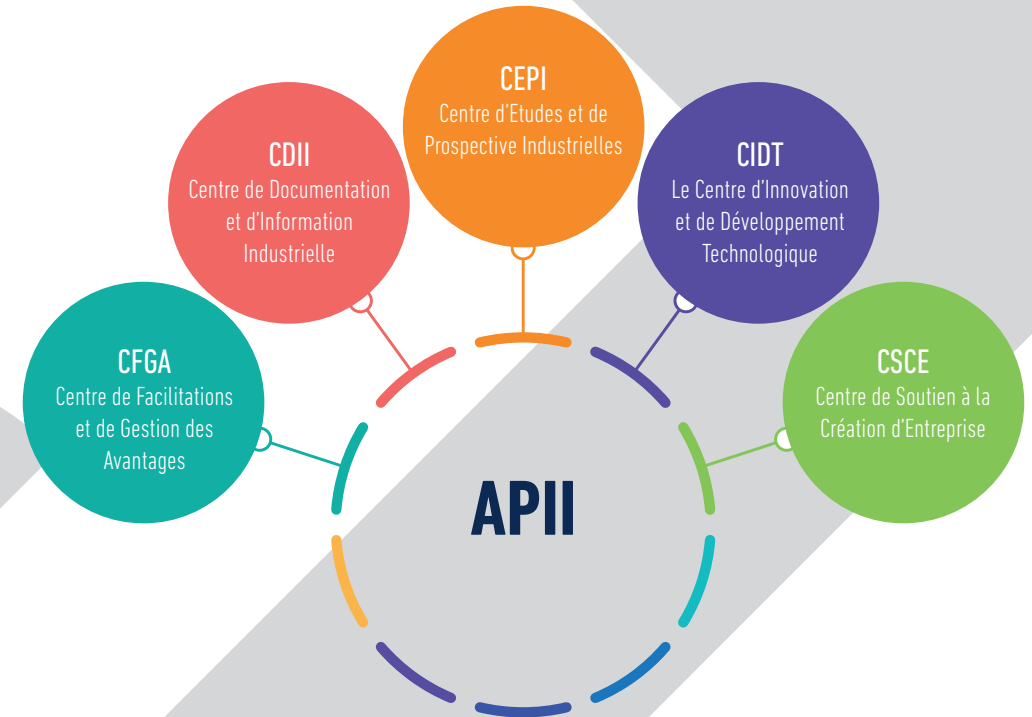 CEPI
Centre d'Etudes et de
Prospective Industrielles
CDII
Centre de Documentation
et d'Information
Industrielle
CIDT
Le Centre d'Innovation
et de Développement
Technologique
CFGA
Centre de Facilitations
et de Gestion des
Avantages
CSCE
Centre de Soutien à la
Création d'Entreprise
APII